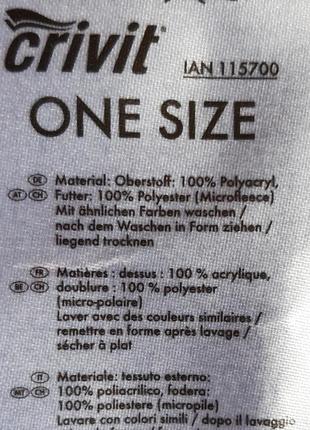 crivit
IAN 115700
ONE SIZE
DE Material: Oberstoff: 100% Polyacryl,
AT CH Futter: 100% Polyester (Microfleece)
Mit ähnlichen Farben waschen /
nach dem Waschen in Form ziehen /
liegend trocknen
FR Matières : dessus : 100 % acrylique,
BE CH doublure : 100 % polyester
(micro-polaire)
Laver avec des couleurs similaires /
remettre en forme après lavage /
sécher à plat
IT Materiale: tessuto esterno:
MT CH 100% poliacrilico, fodera:
100% poliestere (micropile)
Lavare con colori simili / dopo il lavaggio